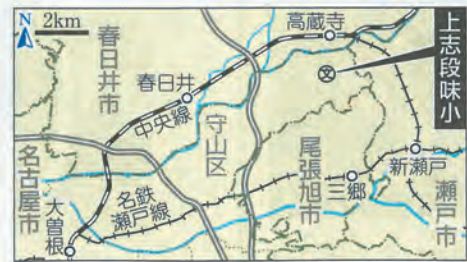 N
2km
春日井市
高蔵寺
上志段味小
春日井
中央線
守山区
名古屋市
尾張旭市
新瀬戸
三郷
瀬戸市
名鉄
瀬戸線
大曽根